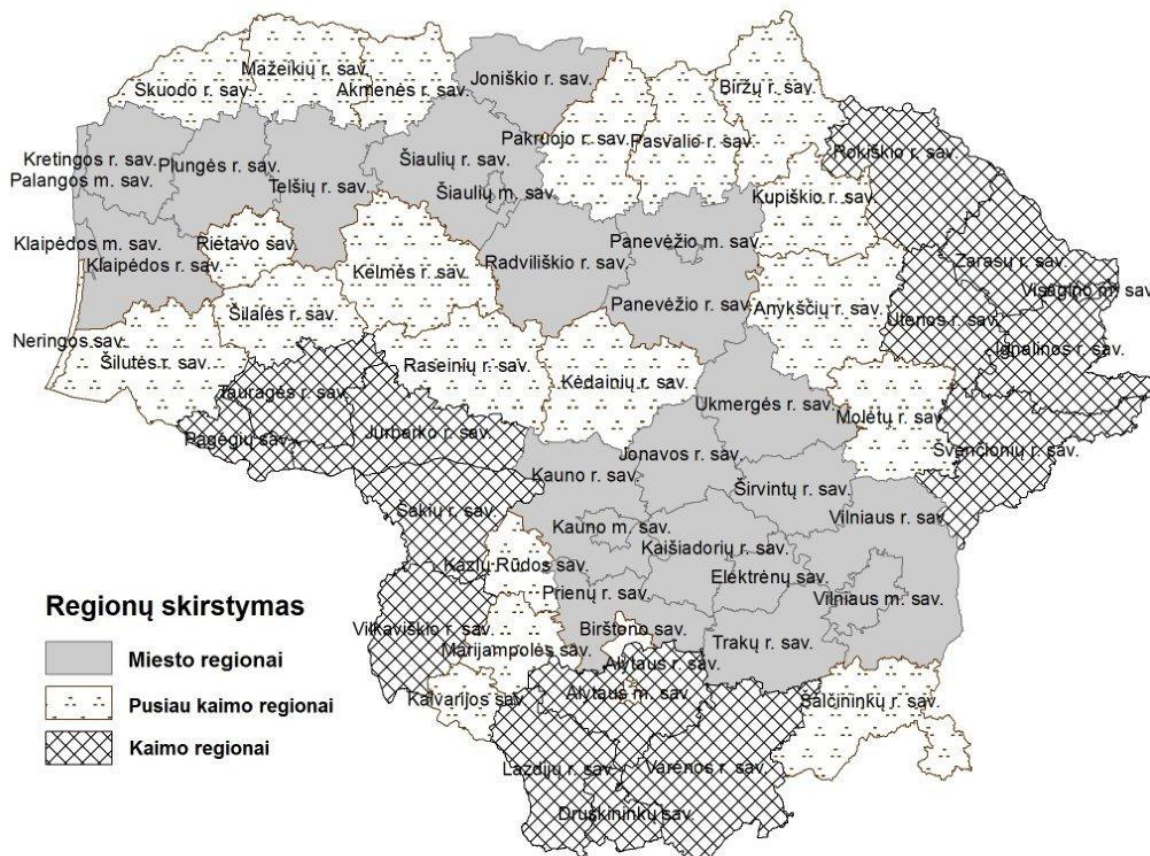 Mažeikių r. sav.
Skuodo r. sav.
Akmenės r. sav.
Joniškio r. sav.
Biržų r. sav.
Pakruojo r. sav.
Pasvalio r. sav.
Rokiškio r. sav.
Kretingos r. sav.
Palangos m. sav.
Plungės r. sav.
Telšių r. sav.
Šiaulių r. sav.
Šiaulių m. sav.
Kupiškio r. sav.
Klaipėdos m. sav.
Klaipėdos r. sav.
Rietavo sav.
Kelmės r. sav.
Radviliškio r. sav.
Panevėžio m. sav.
Panevėžio r. sav.
Anykščių r. sav.
Zarasų r. sav.
Visagino m. sav.
Utenos r. sav.
Ignalinos r. sav.
Neringos sav.
Šilutės r. sav.
Šilalės r. sav.
Raseinių r. sav.
Kėdainių r. sav.
Tauragės r. sav.
Ukmergės r. sav.
Molėtų r. sav.
Pagėgių sav.
Jurbarko r. sav.
Švenčionių r. sav.
Kauno r. sav.
Jonavos r. sav.
Širvintų r. sav.
Šakių r. sav.
Kauno m. sav.
Kaišiadorių r. sav.
Vilniaus r. sav.
Kazlų Rūdos sav.
Prienų r. sav.
Elektrėnų sav.
Vilniaus m. sav.
Vilkaviškio r. sav.
Marijampolės sav.
Birštono sav.
Trakų r. sav.
Alytaus r. sav.
Alytaus m. sav.
Kalvarijos sav.
Šalčininkų r. sav.
Lazdijų r. sav.
Varėnos r. sav.
Druskininkų sav.
Regionų skirstymas
Miesto regionai
Pusiau kaimo regionai
Kaimo regionai